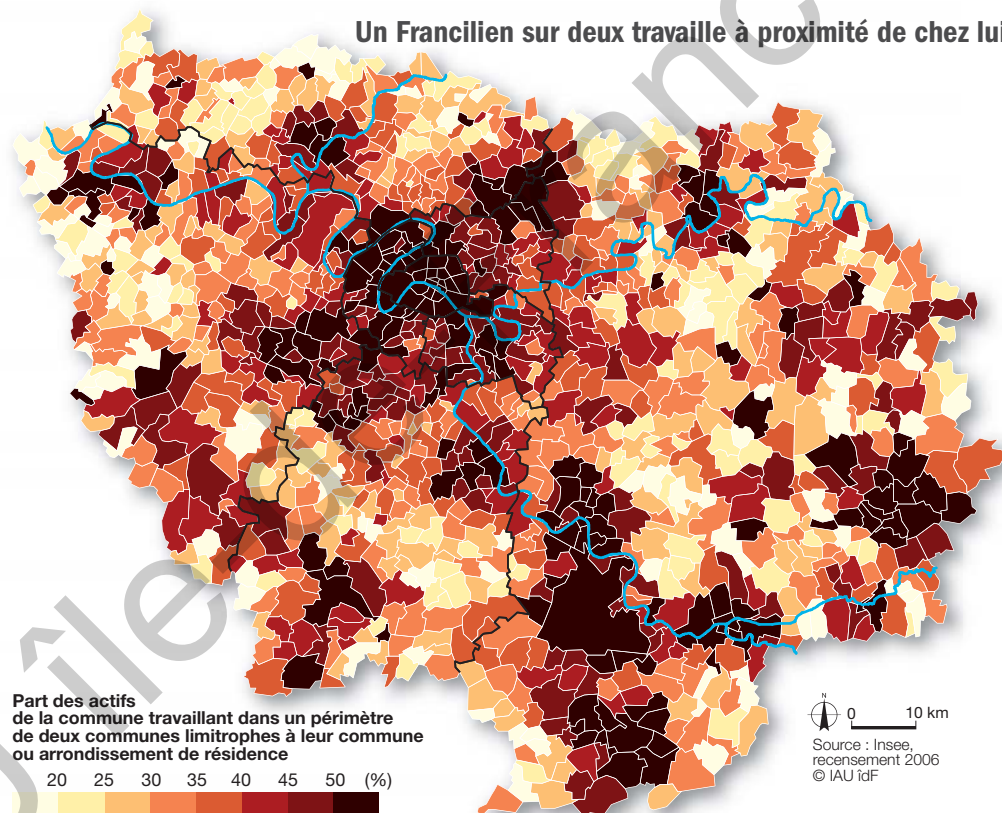 Un Francilien sur deux travaille à proximité de chez lui
Part des actifs
de la commune travaillant dans un périmètre
de deux communes limitrophes à leur commune
ou arrondissement de résidence
20 25 30 35 40 45 50 (%)
N
0 10 km
Source : Insee,
recensement 2006
© IAU îdF